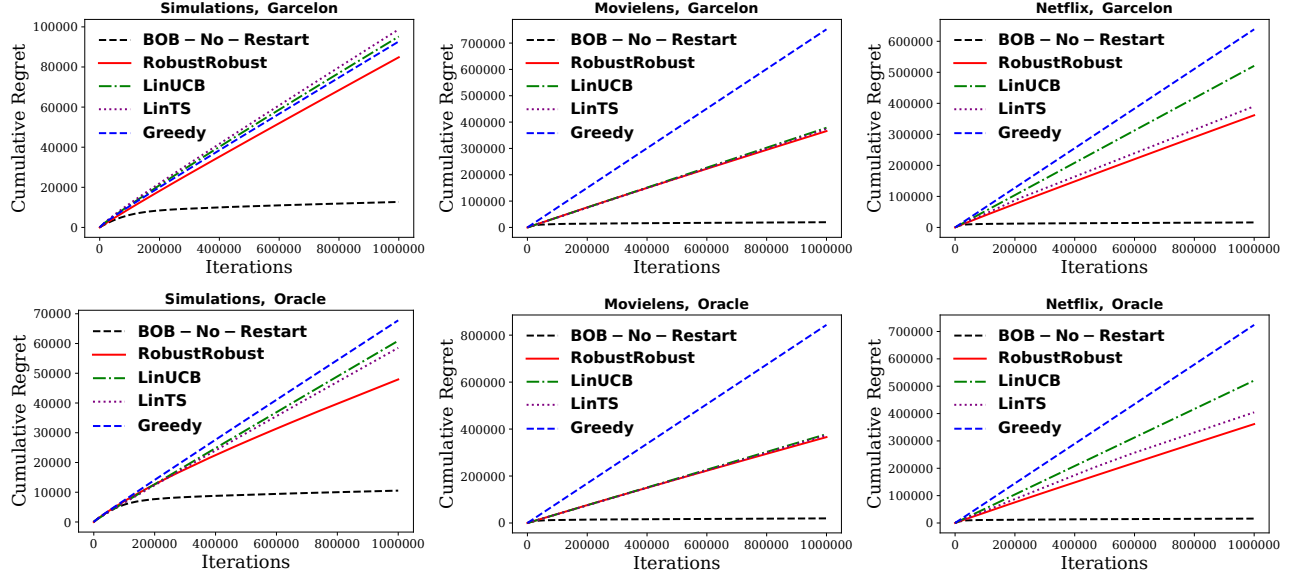 Simulations, Garcelon
Cumulative Regret
100000
80000
60000
40000
20000
0
BOB – No – Restart
RobustRobust
LinUCB
LinTS
Greedy
0 200000 400000 600000 800000 1000000
Iterations
Movielens, Garcelon
Cumulative Regret
700000
600000
500000
400000
300000
200000
100000
0
BOB – No – Restart
RobustRobust
LinUCB
LinTS
Greedy
0 200000 400000 600000 800000 1000000
Iterations
Netflix, Garcelon
Cumulative Regret
600000
500000
400000
300000
200000
100000
0
BOB – No – Restart
RobustRobust
LinUCB
LinTS
Greedy
0 200000 400000 600000 800000 1000000
Iterations
Simulations, Oracle
Cumulative Regret
70000
60000
50000
40000
30000
20000
10000
0
BOB – No – Restart
RobustRobust
LinUCB
LinTS
Greedy
0 200000 400000 600000 800000 1000000
Iterations
Movielens, Oracle
Cumulative Regret
800000
600000
400000
200000
0
BOB – No – Restart
RobustRobust
LinUCB
LinTS
Greedy
0 200000 400000 600000 800000 1000000
Iterations
Netflix, Oracle
Cumulative Regret
700000
600000
500000
400000
300000
200000
100000
0
BOB – No – Restart
RobustRobust
LinUCB
LinTS
Greedy
0 200000 400000 600000 800000 1000000
Iterations